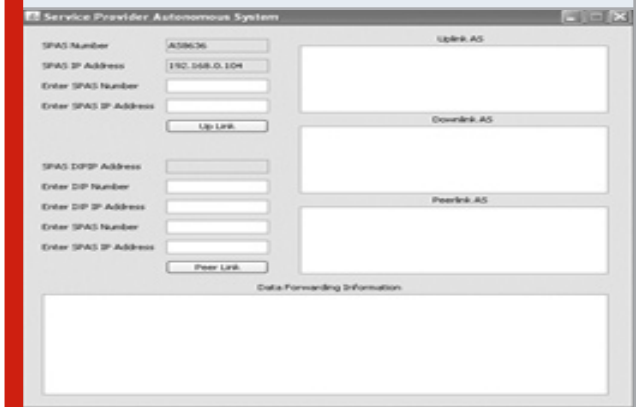 Service Provider Autonomous System
SPAS Number AS8636
SPAS IP Address 192.168.0.104
Enter SPAS Number
Enter SPAS IP Address
Up Link
SPAS DIPIP Address
Enter DIP Number
Enter DIP IP Address
Enter SPAS Number
Enter SPAS IP Address
Peer Link
Uplink AS
Downlink AS
Peerlink AS
Data Forwarding Information